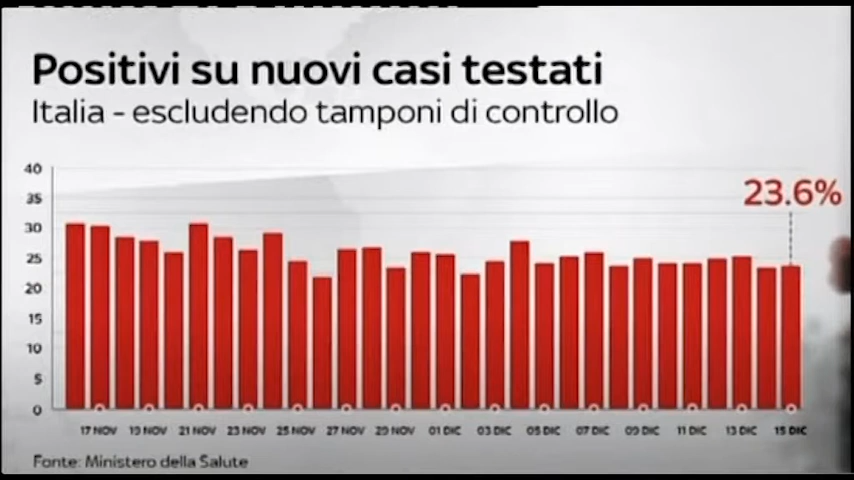 Positivi su nuovi casi testati
Italia - escludendo tamponi di controllo
23.6%
40
35
30
25
20
15
10
5
0
17 NOV 19 NOV 21 NOV 23 NOV 25 NOV 27 NOV 29 NOV 01 DIC 03 DIC 05 DIC 07 DIC 09 DIC 11 DIC 13 DIC 15 DIC
Fonte: Ministero della Salute